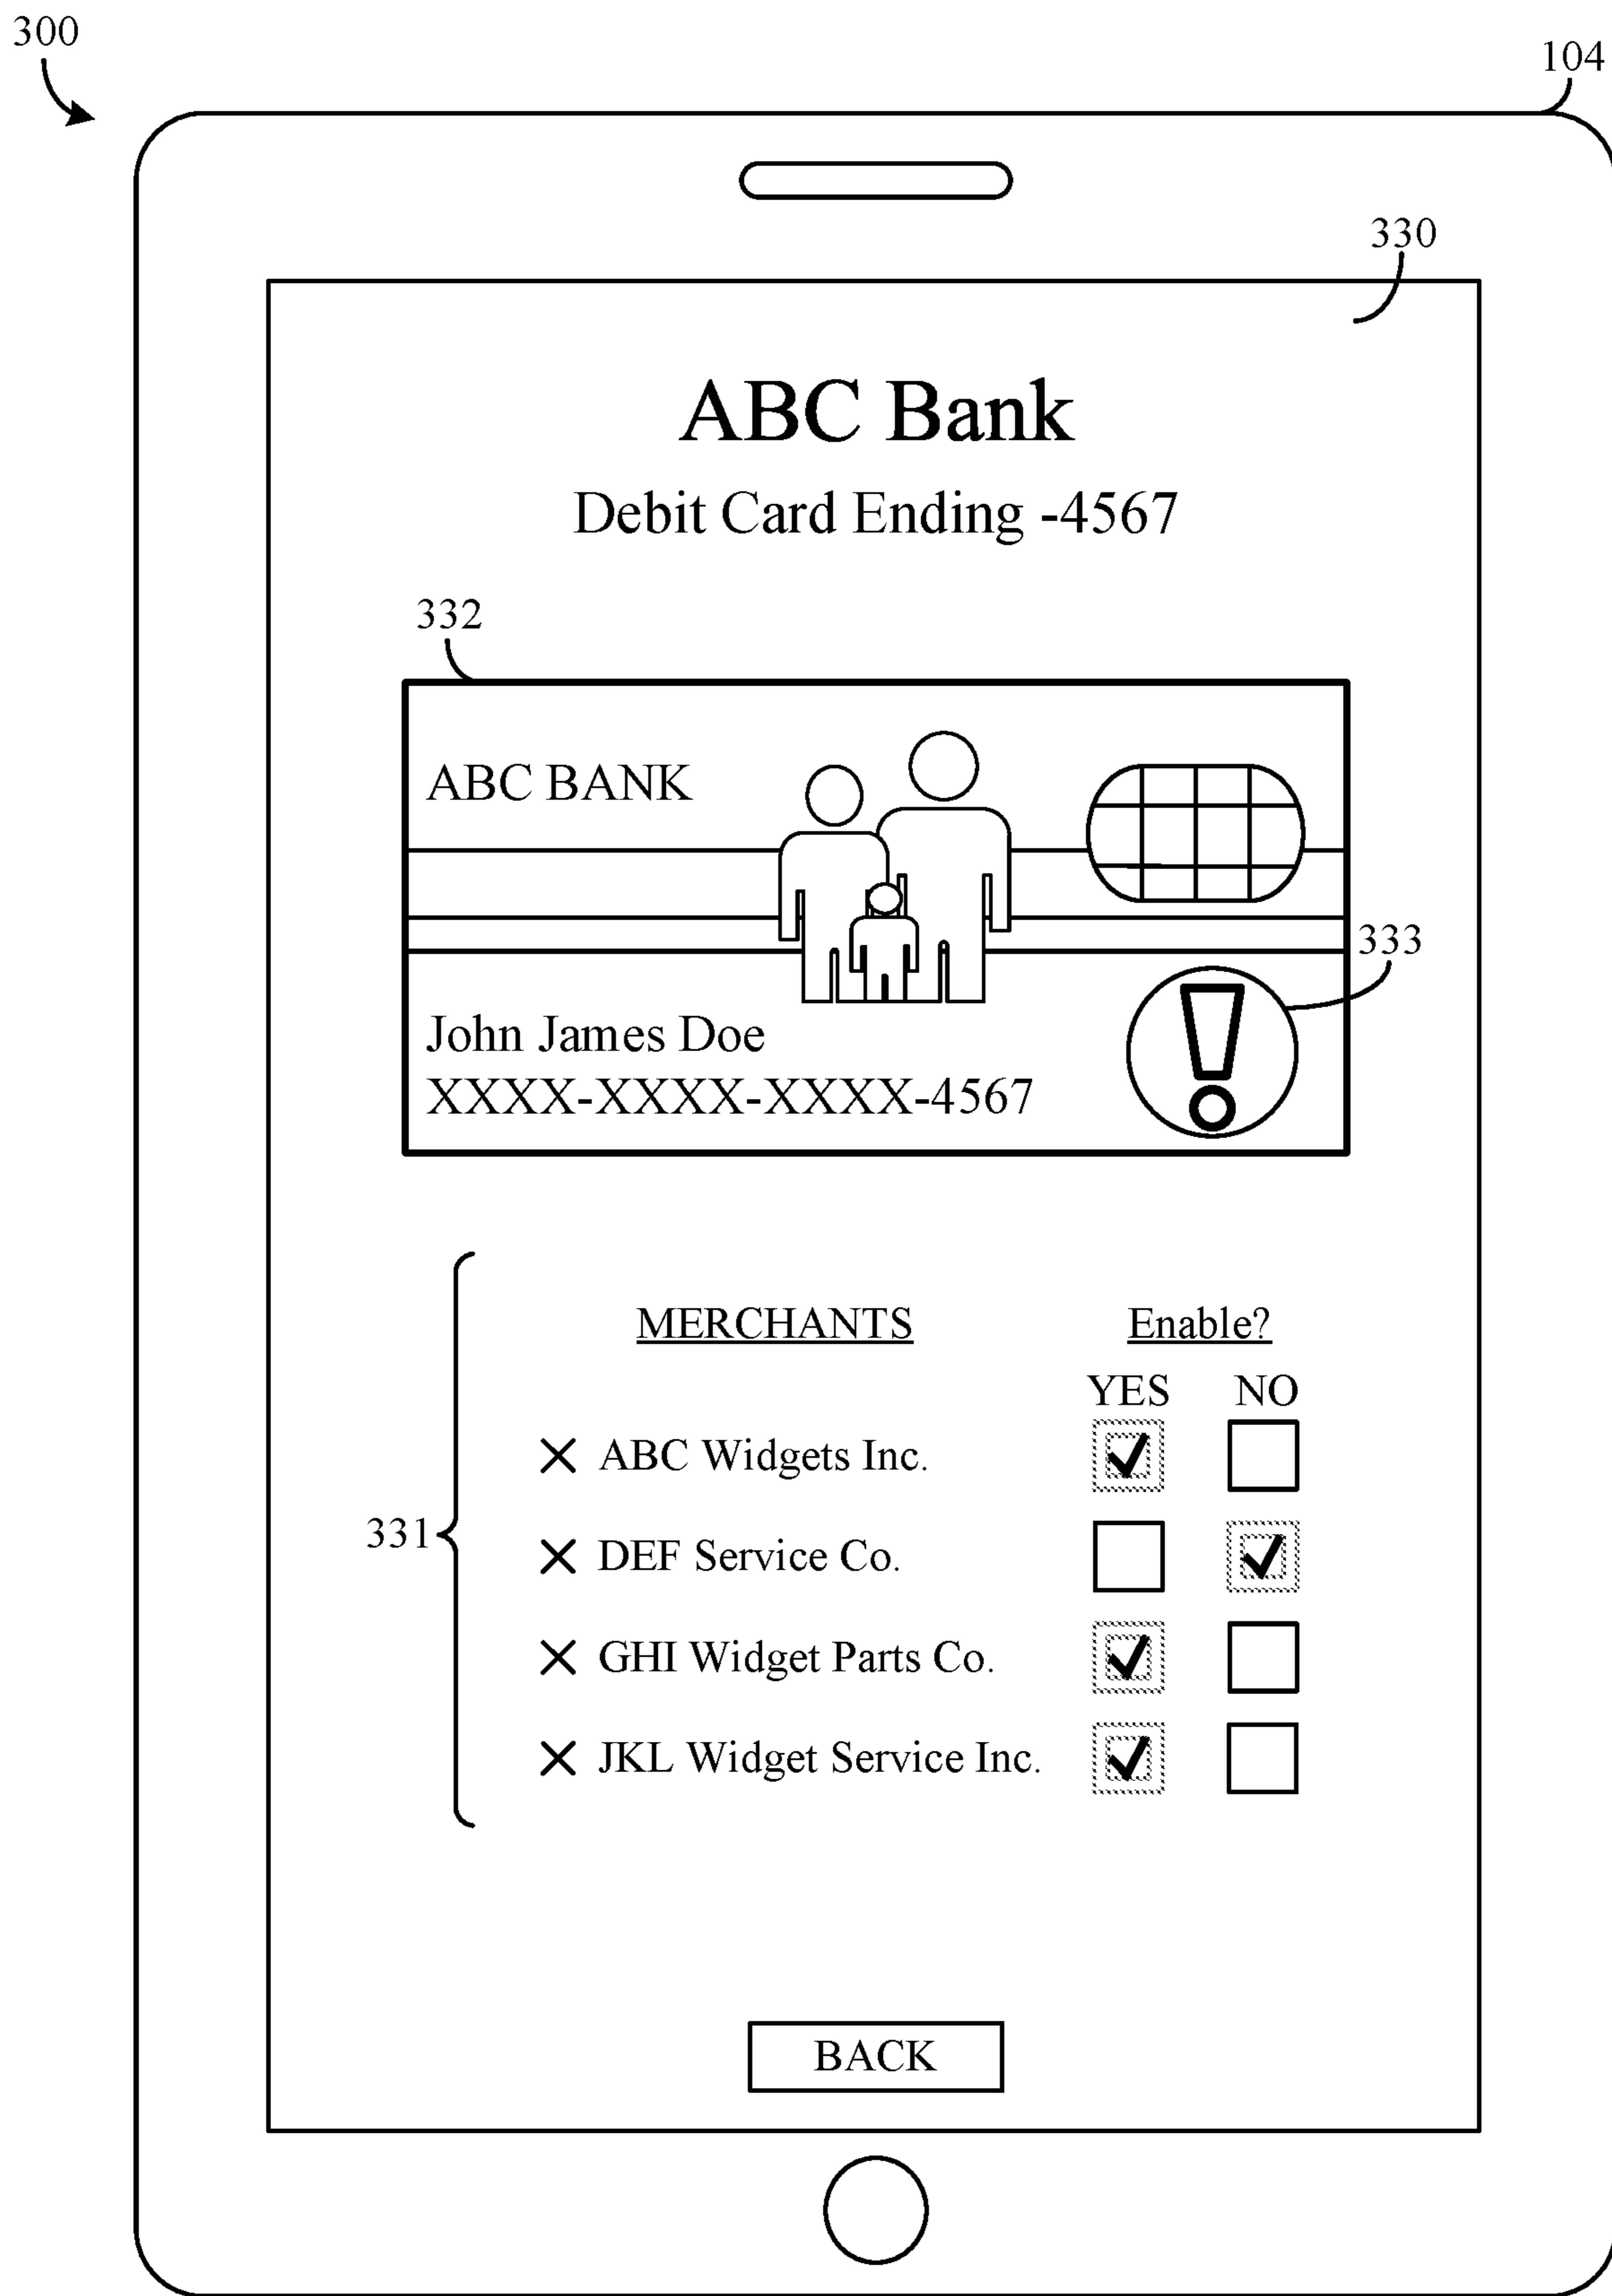 300
104
330
ABC Bank
Debit Card Ending -4567
332
ABC BANK
333
John James Doe
XXXX-XXXX-XXXX-4567
MERCHANTS Enable?
YES NO
ABC Widgets Inc.
331
DEF Service Co.
GHI Widget Parts Co.
JKL Widget Service Inc.
BACK